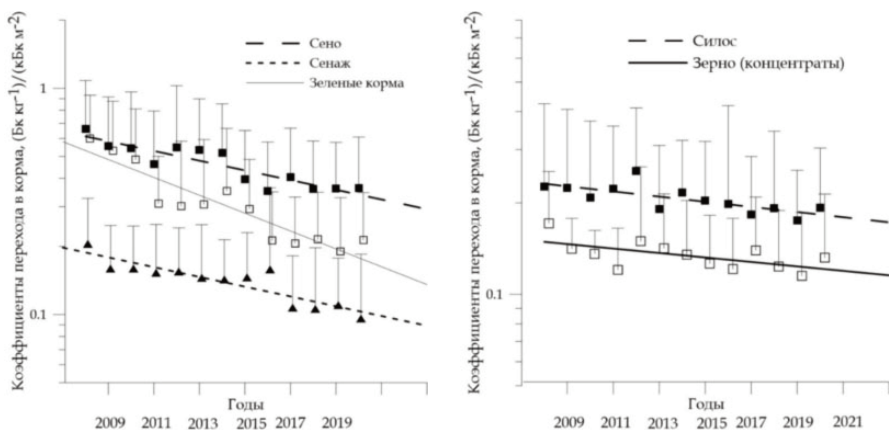 Коэффициенты перехода в корма, (Бк кг⁻¹)/(кБк м⁻²)
1
0.1
Сено
Сенаж
Зеленые корма
2009 2011 2013 2015 2017 2019
Годы
Коэффициенты перехода в корма, (Бк кг⁻¹)/(кБк м⁻²)
0.1
Силос
Зерно (концентраты)
2009 2011 2013 2015 2017 2019 2021
Годы